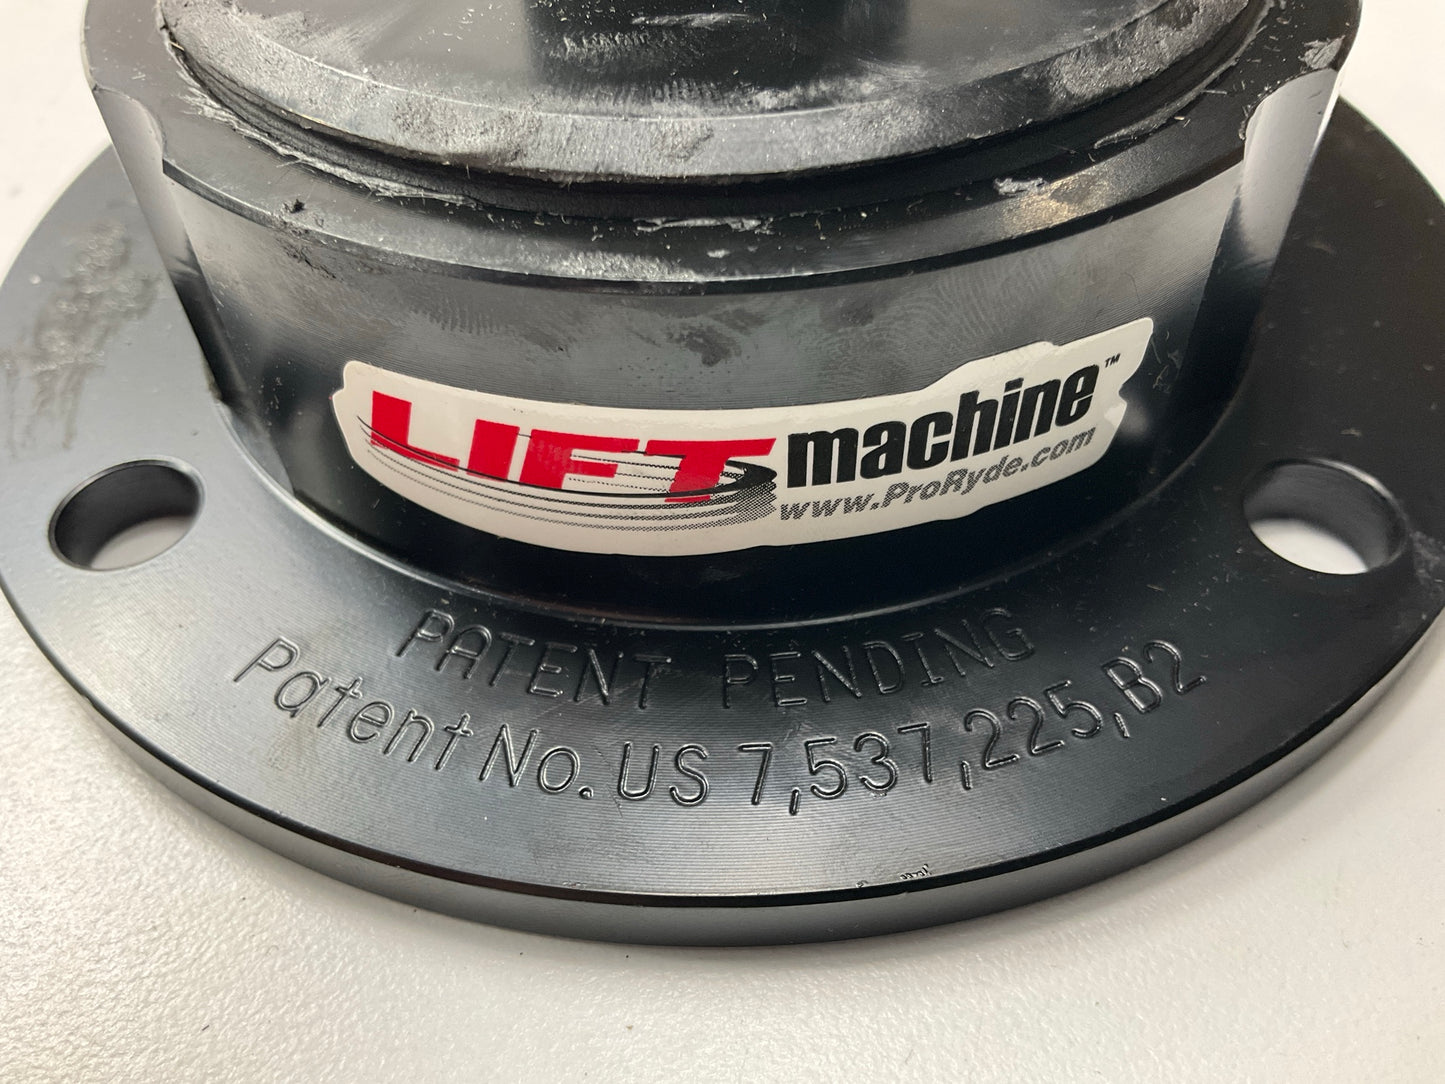 LIFT machine™
www.ProRyde.com
PATENT PENDING
Patent No. US 7,537,225,B2